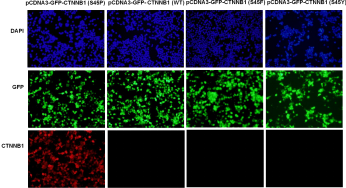 pCDNA3-GFP-CTNNB1 (S45P) pCDNA3-GFP- CTNNB1 (WT) pCDNA3-GFP-CTNNB1 (S45F) pCDNA3-GFP-CTNNB1 (S45Y)
DAPI
GFP
CTNNB1